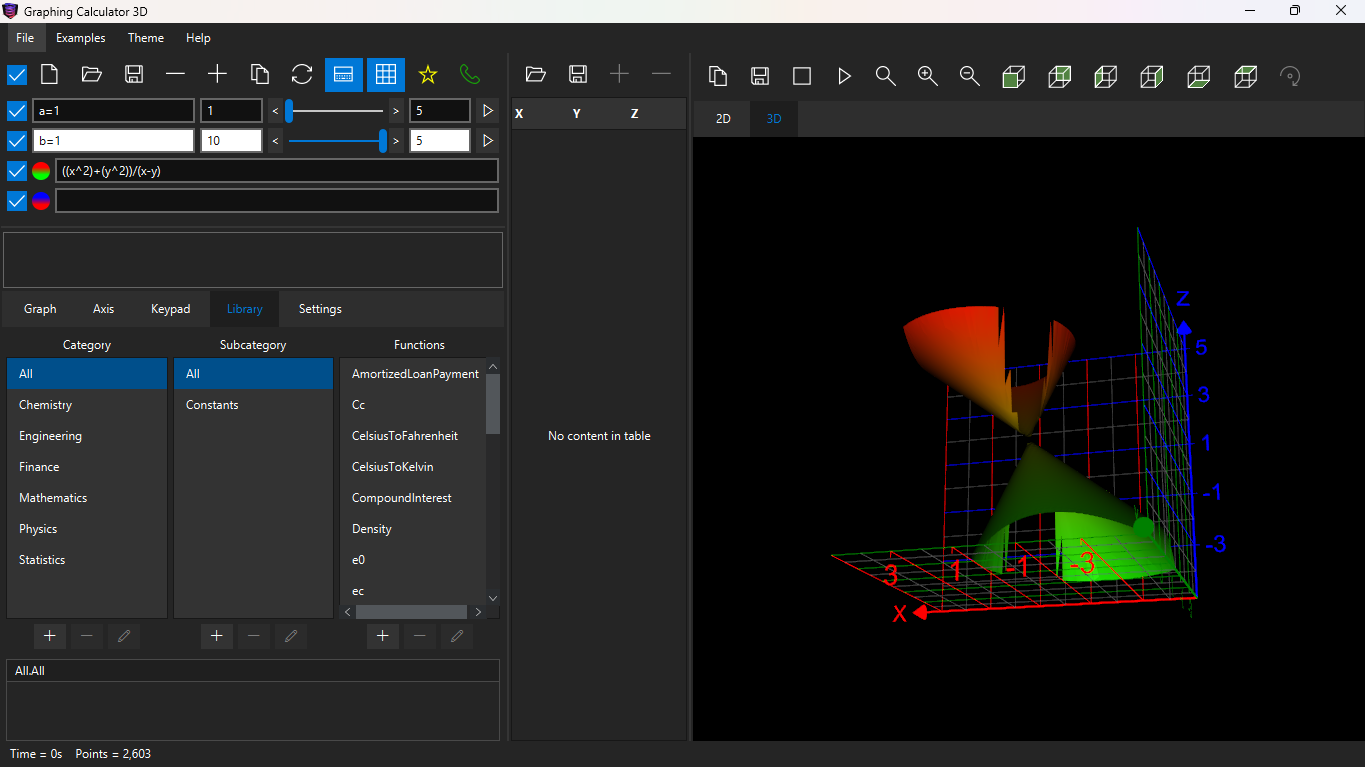 Graphing Calculator 3D
File Examples Theme Help
a=1 1 < > 5
b=1 10 < > 5
((x^2)+(y^2))/(x-y)
X Y Z
2D 3D
Graph Axis Keypad Library Settings
Category Subcategory Functions
All All AmortizedLoanPayment
Chemistry Constants Cc
Engineering CelsiusToFahrenheit
Finance CelsiusToKelvin
Mathematics CompoundInterest
Physics Density
Statistics e0
ec
All.All
No content in table
Z
5
3
1
-1
-3
3 1 -1 -3
X
Time = 0s Points = 2,603